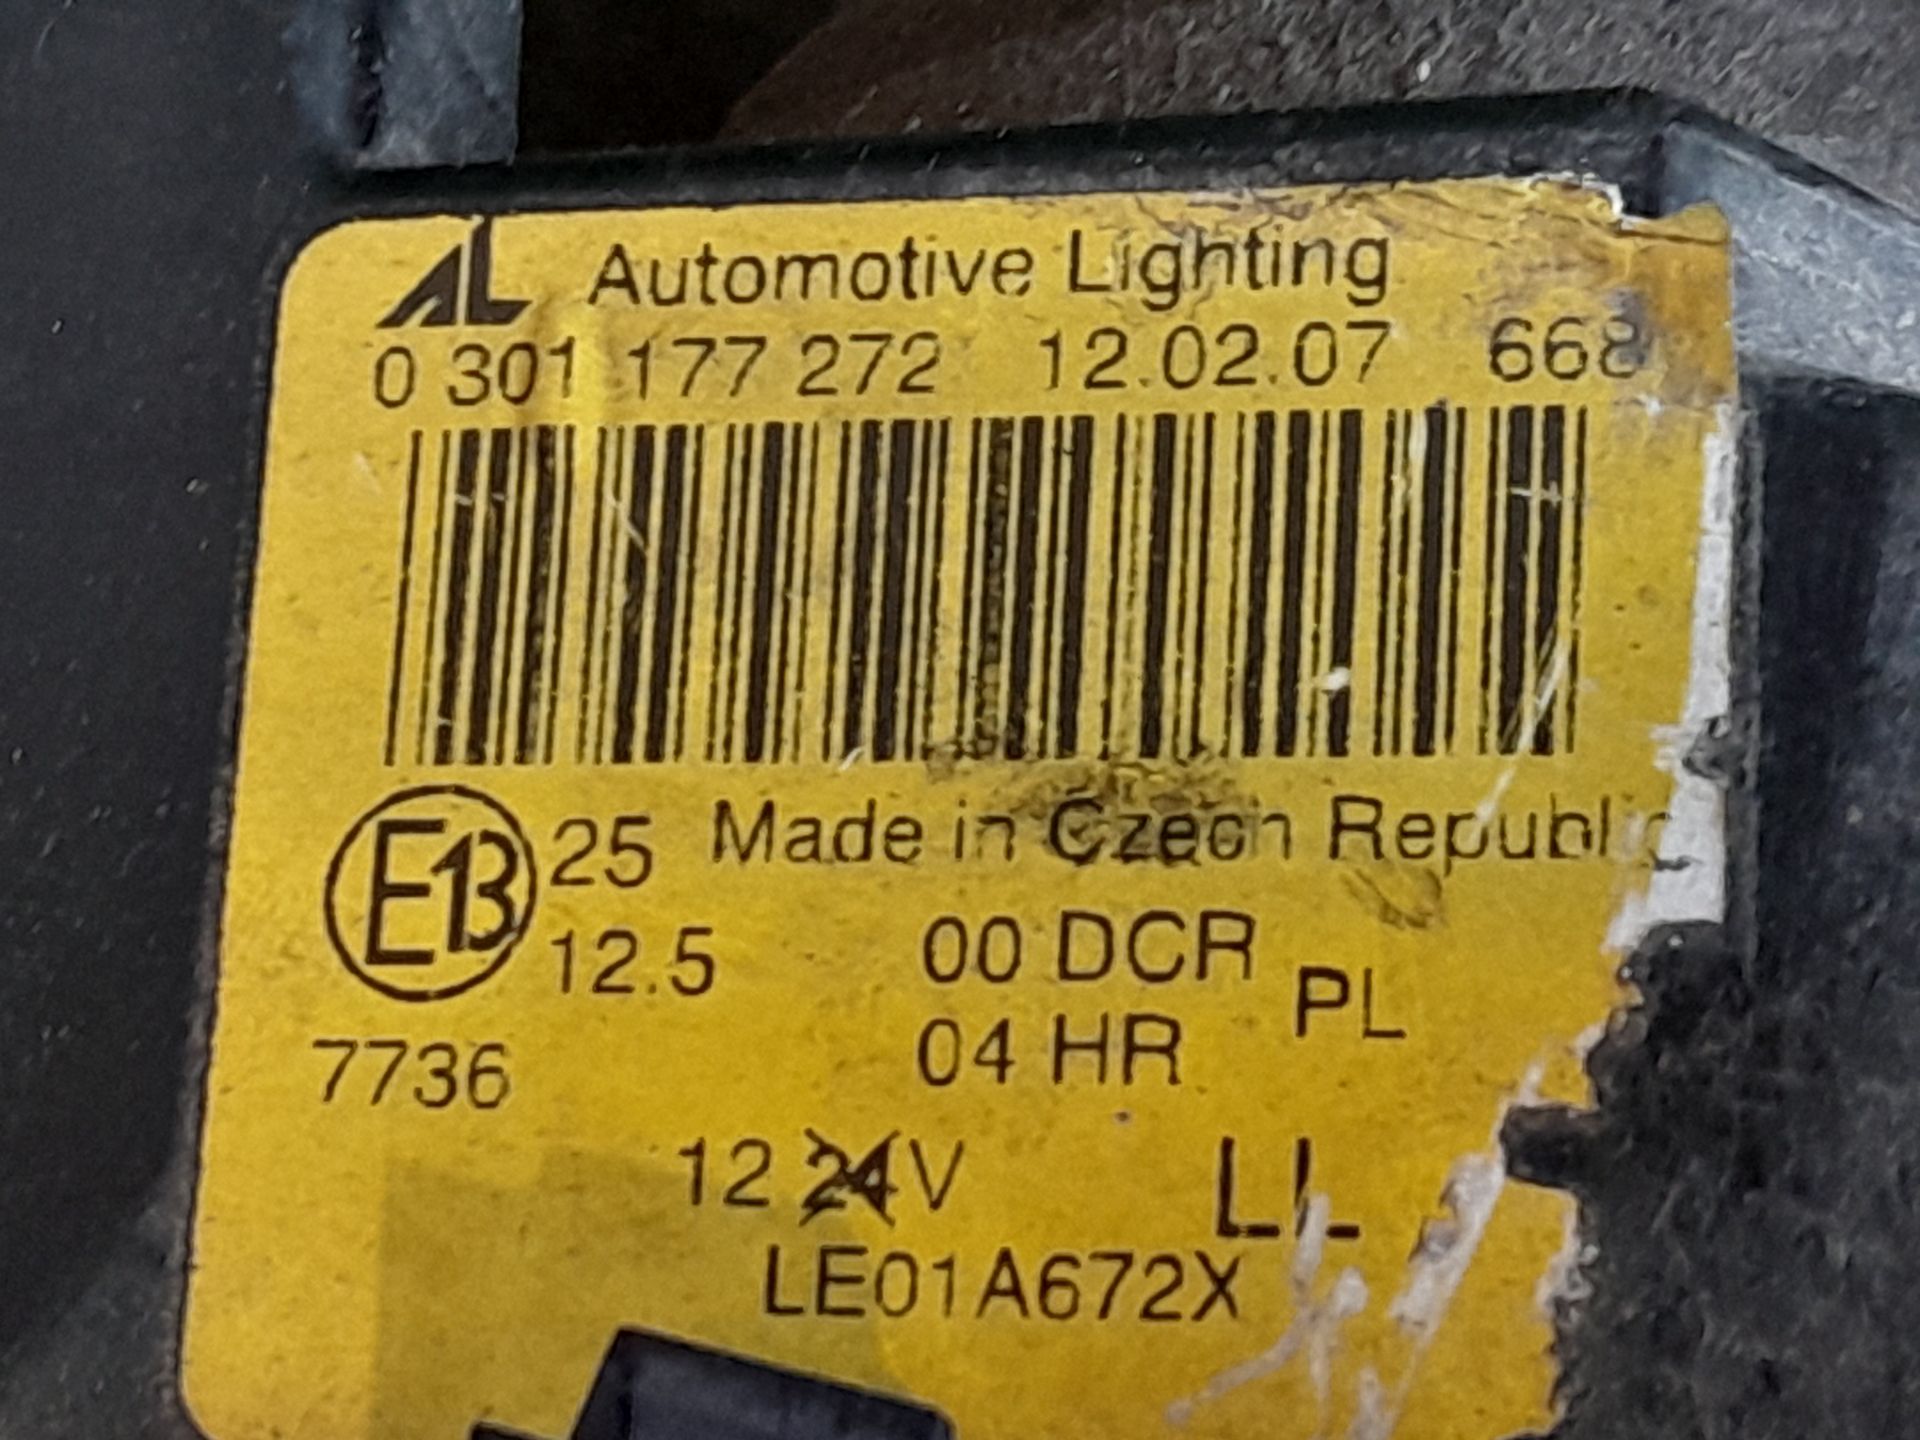 AL Automotive Lighting
0 301 177 272 12.02.07 668
E13 25 Made in Czech Republic
12.5 00 DCR PL
7736 04 HR
12 24 V LL
LE01A672X